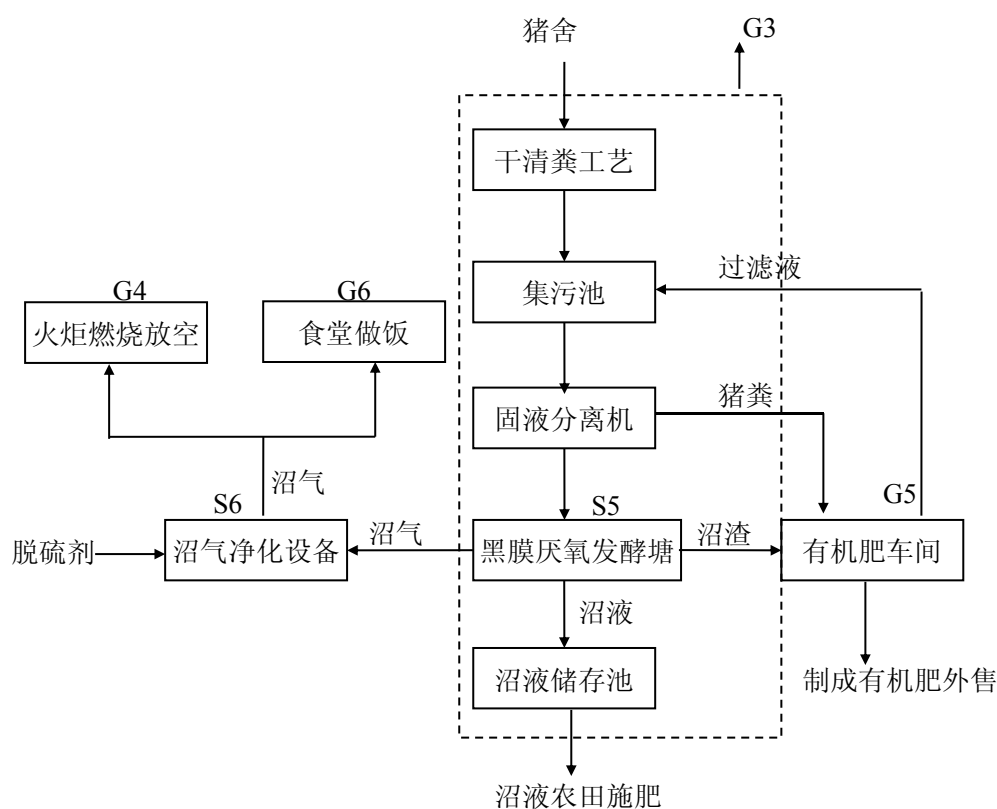 猪舍
G3
干清粪工艺
过滤液
集污池
G4
G6
火炬燃烧放空
食堂做饭
猪粪
固液分离机
沼气
S6
S5
G5
脱硫剂
沼气净化设备
沼气
黑膜厌氧发酵塘
沼渣
有机肥车间
沼液
沼液储存池
制成有机肥外售
沼液农田施肥